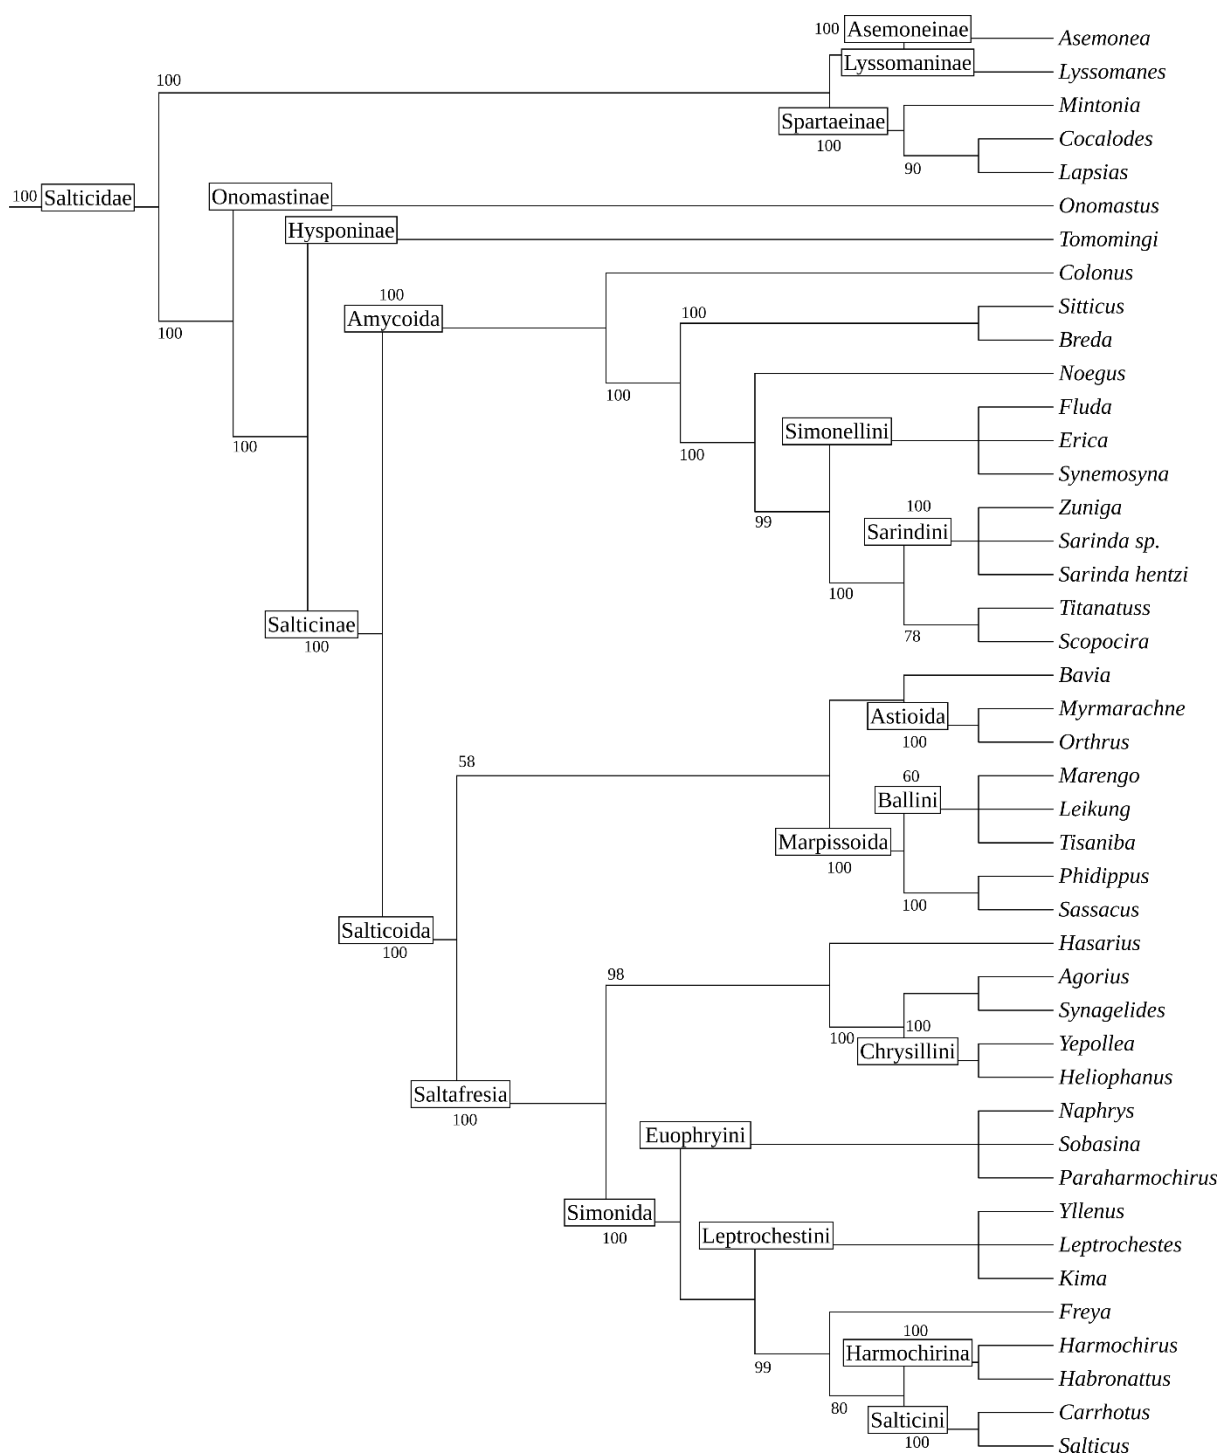 100
Asemoneinae
Asemonea
Lyssomaninae
Lyssomanes
100
Mintonia
Spartaeinae
100
Cocalodes
90
Lapsias
100
Salticidae
Onomastinae
Onomastus
Hysponinae
Tomomingi
Colonus
100
Amycoida
100
Sitticus
100
Breda
Noegus
100
Fluda
Simonellini
Erica
100
100
Synemosyna
Zuniga
99
100
Sarindini
Sarinda sp.
Sarinda hentzi
100
Titanatuss
Salticinae
100
78
Scopocira
Bavia
Myrmarachne
Astioida
100
Orthrus
58
Marengo
60
Ballini
Leikung
Tisaniba
Marpissoida
100
Phidippus
100
Sassacus
Salticoida
100
Hasarius
98
Agorius
Synagelides
100
100
Yepollea
Chrysillini
Heliophanus
Saltafresia
100
Naphrys
Euophryini
Sobasina
Paraharmochirus
Simonida
100
Yllenus
Leptrochestini
Leptrochestes
Kima
Freya
100
Harmochirus
Harmochirina
99
Habronattus
80
Carrhotus
Salticini
100
Salticus